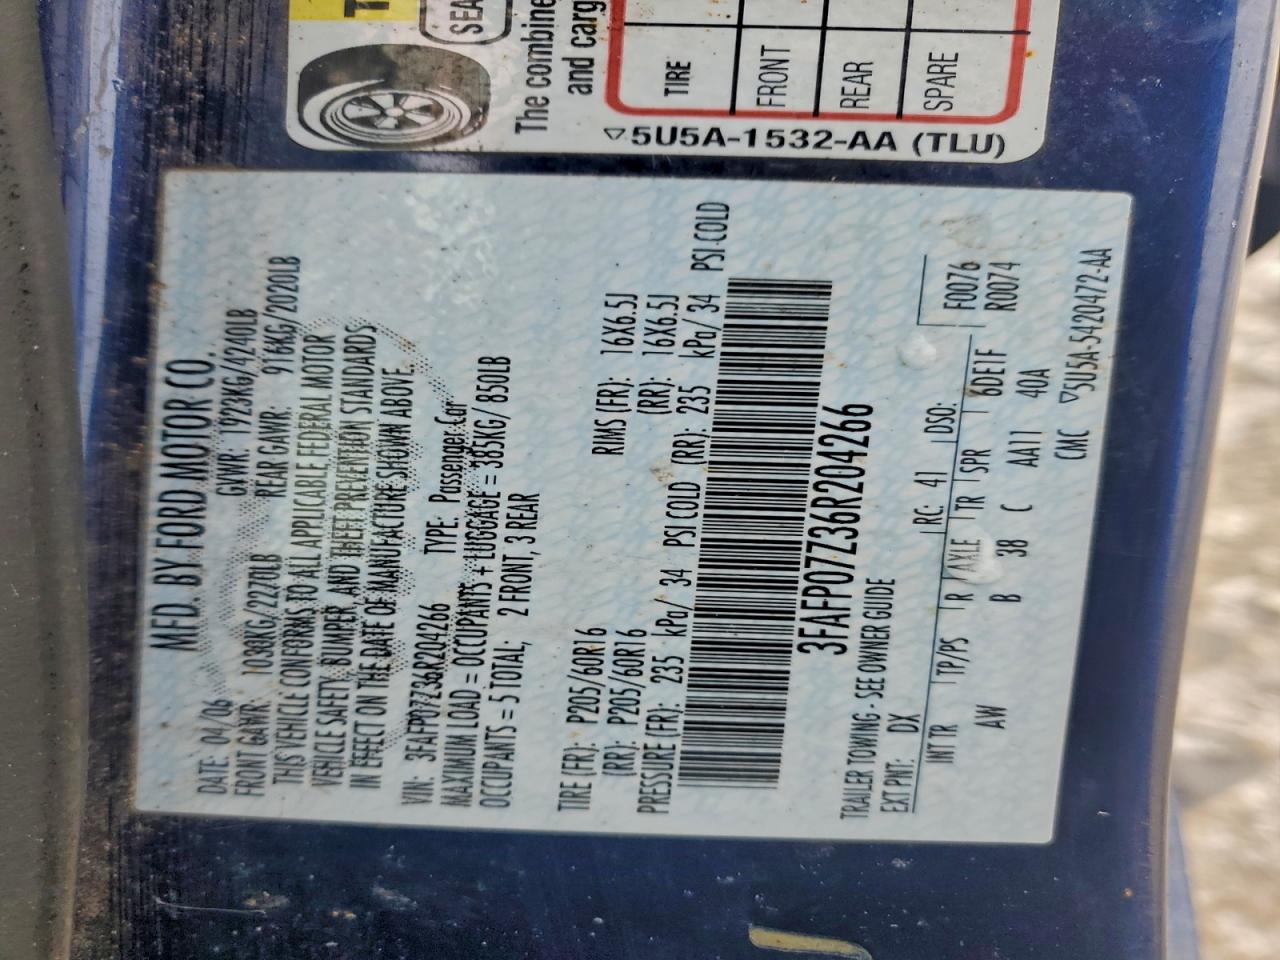 T
SEA
The combine
and carg
TIRE
FRONT
REAR
SPARE
5U5A-1532-AA (TLU)
MFD. BY FORD MOTOR CO.
DATE: 04/06 GVWR: 1923KG/4240LB
FRONT GAWR: 1038KG/2270LB REAR GAWR: 916KG/2020LB
THIS VEHICLE CONFORMS TO ALL APPLICABLE FEDERAL MOTOR
VEHICLE SAFETY, BUMPER, AND THEFT PREVENTION STANDARDS
IN EFFECT ON THE DATE OF MANUFACTURE SHOWN ABOVE.
VIN: 3FAFP07Z36R204266 TYPE: Passenger Car
MAXIMUM LOAD = OCCUPANTS + LUGGAGE = 385KG/ 850LB
OCCUPANTS = 5 TOTAL; 2 FRONT, 3 REAR
TIRE (FR): P205/60R16 RIMS (FR): 16X6.5J
(RR): P205/60R16 (RR): 16X6.5J
PRESSURE (FR): 235 kPa/ 34 PSI COLD (RR): 235 kPa/ 34 PSI COLD
3FAFP07Z36R204266
TRAILER TOWING - SEE OWNER GUIDE
EXT PNT: DX RC: 41 DSO: F0076
R0074
INT TR TP/PS R AXLE TR SPR 6DE1F
AW B 38 C AA11 40A
CMC 5U5A-5420472-AA